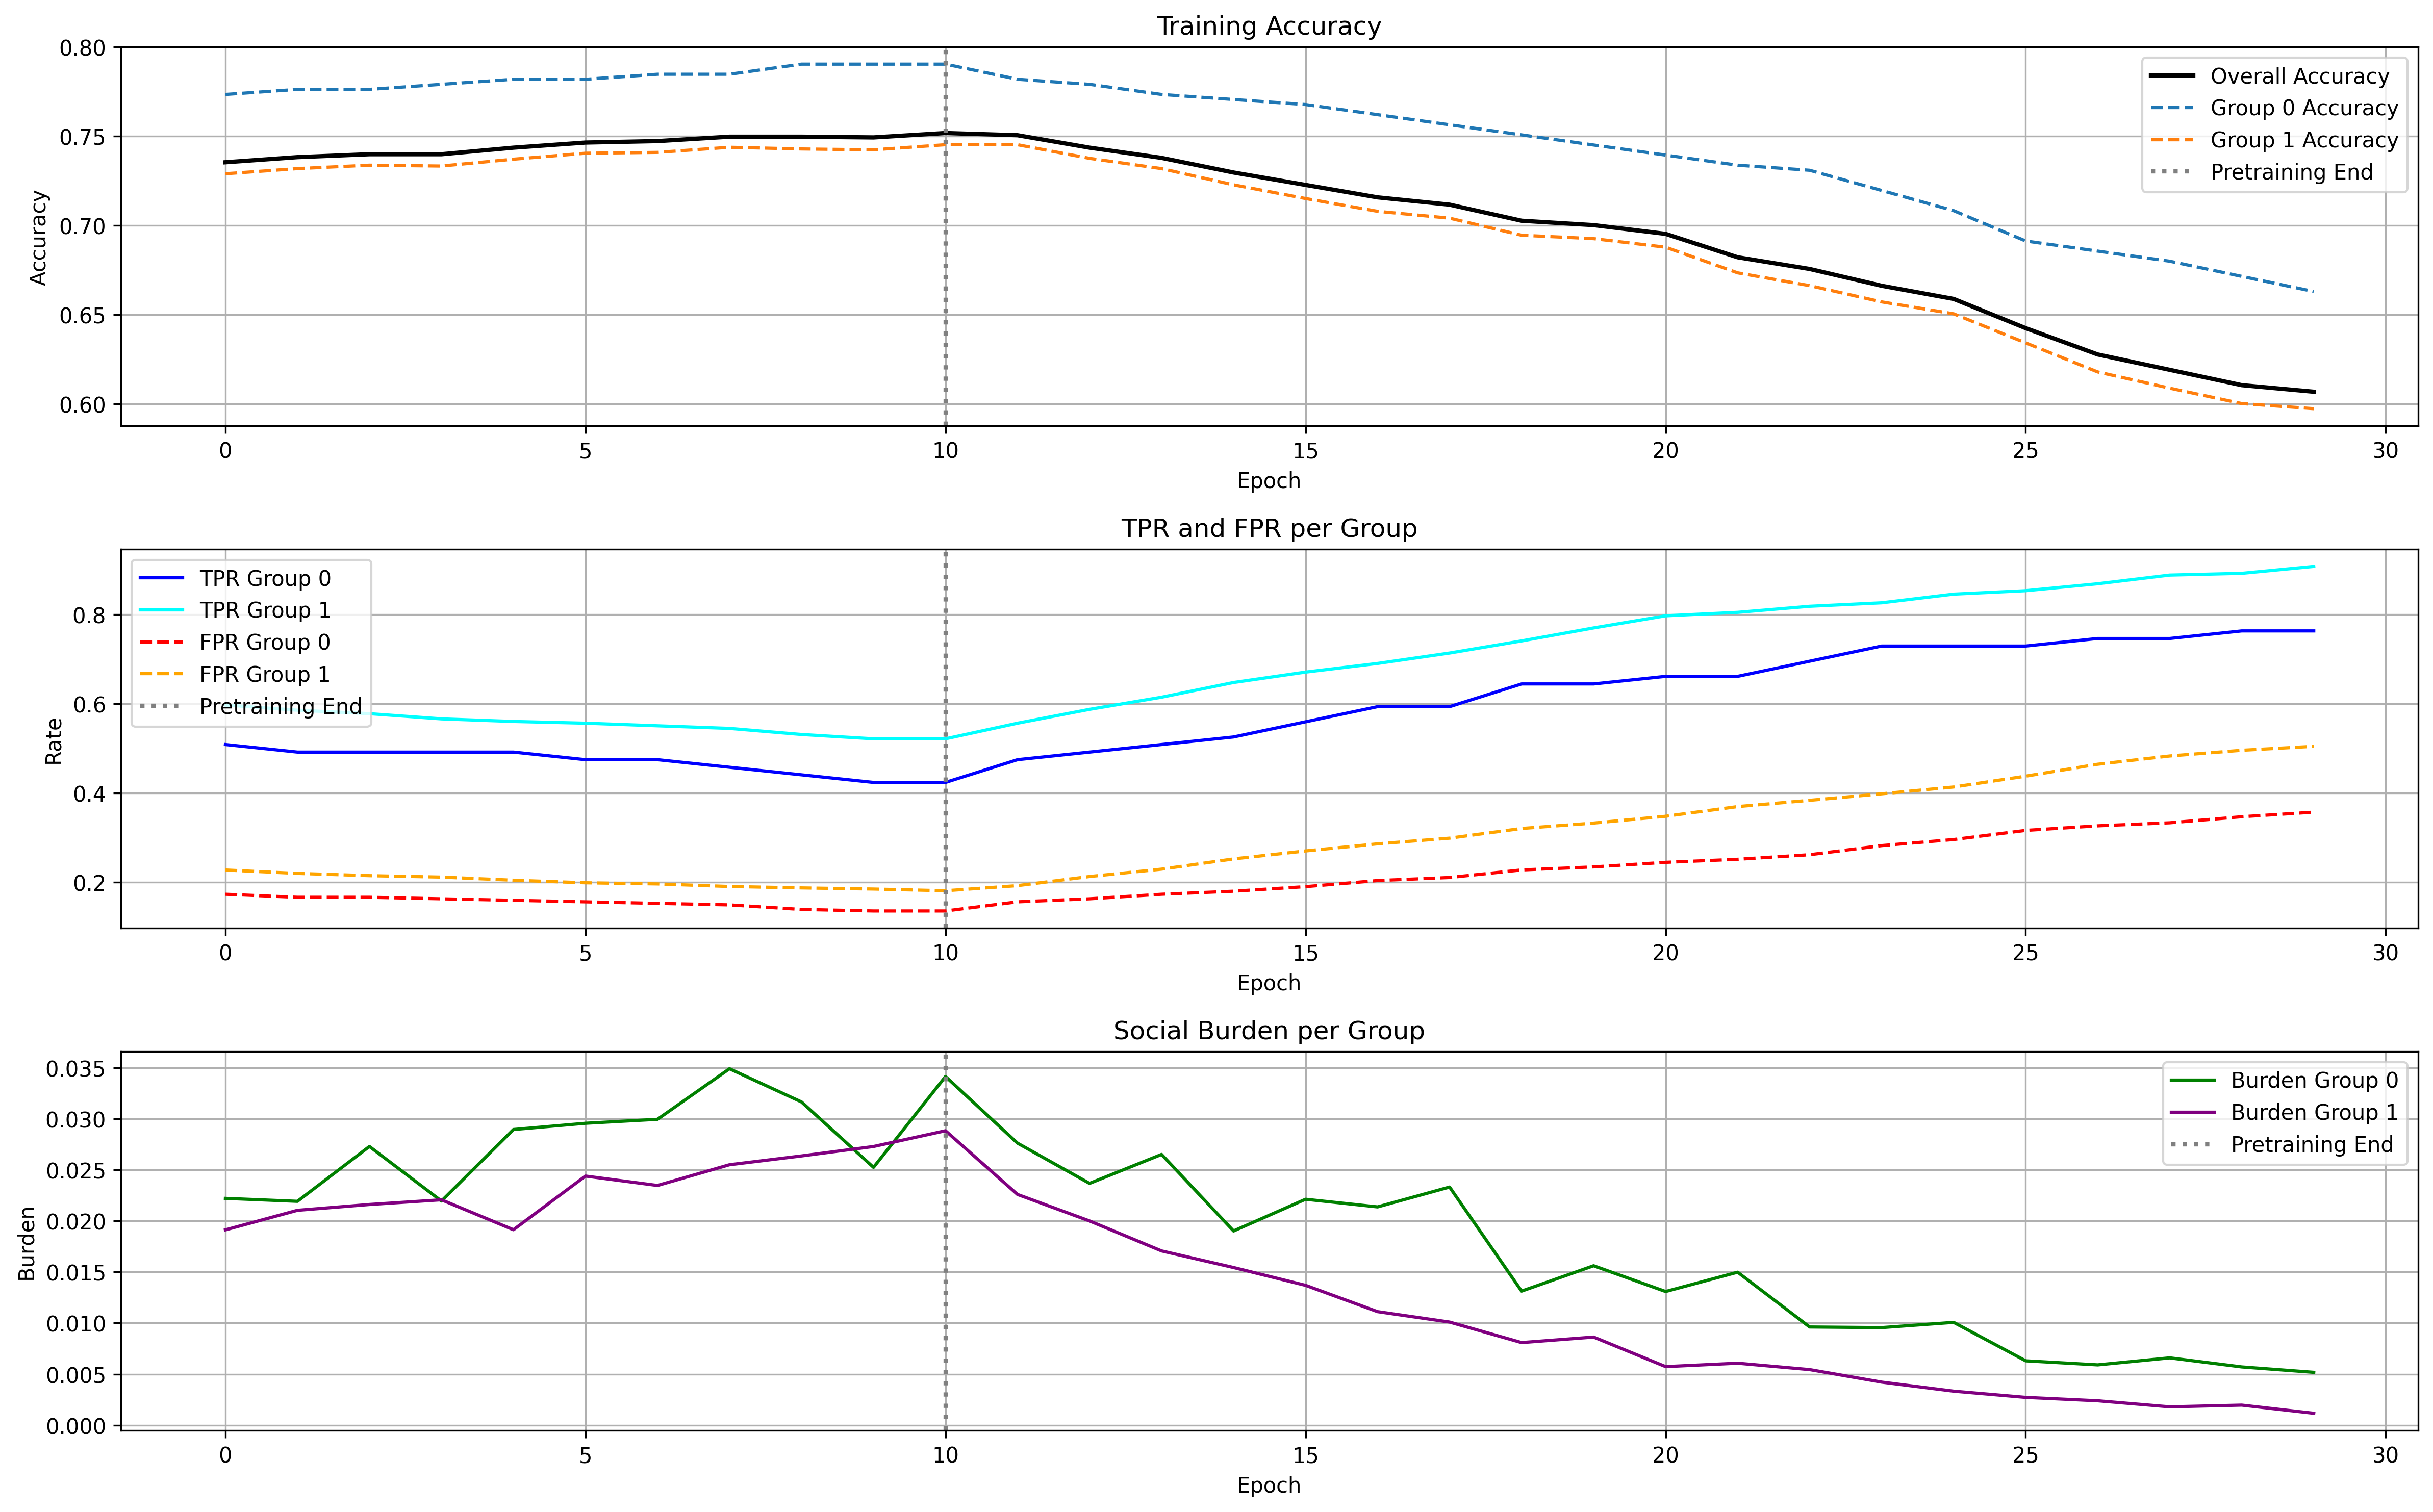 Training Accuracy
0.80
0.75
0.70
0.65
0.60
Accuracy
Overall Accuracy
Group 0 Accuracy
Group 1 Accuracy
Pretraining End
0 5 10 15 20 25 30
Epoch
TPR and FPR per Group
0.8
0.6
0.4
0.2
Rate
TPR Group 0
TPR Group 1
FPR Group 0
FPR Group 1
Pretraining End
0 5 10 15 20 25 30
Epoch
Social Burden per Group
0.035
0.030
0.025
0.020
0.015
0.010
0.005
0.000
Burden
Burden Group 0
Burden Group 1
Pretraining End
0 5 10 15 20 25 30
Epoch